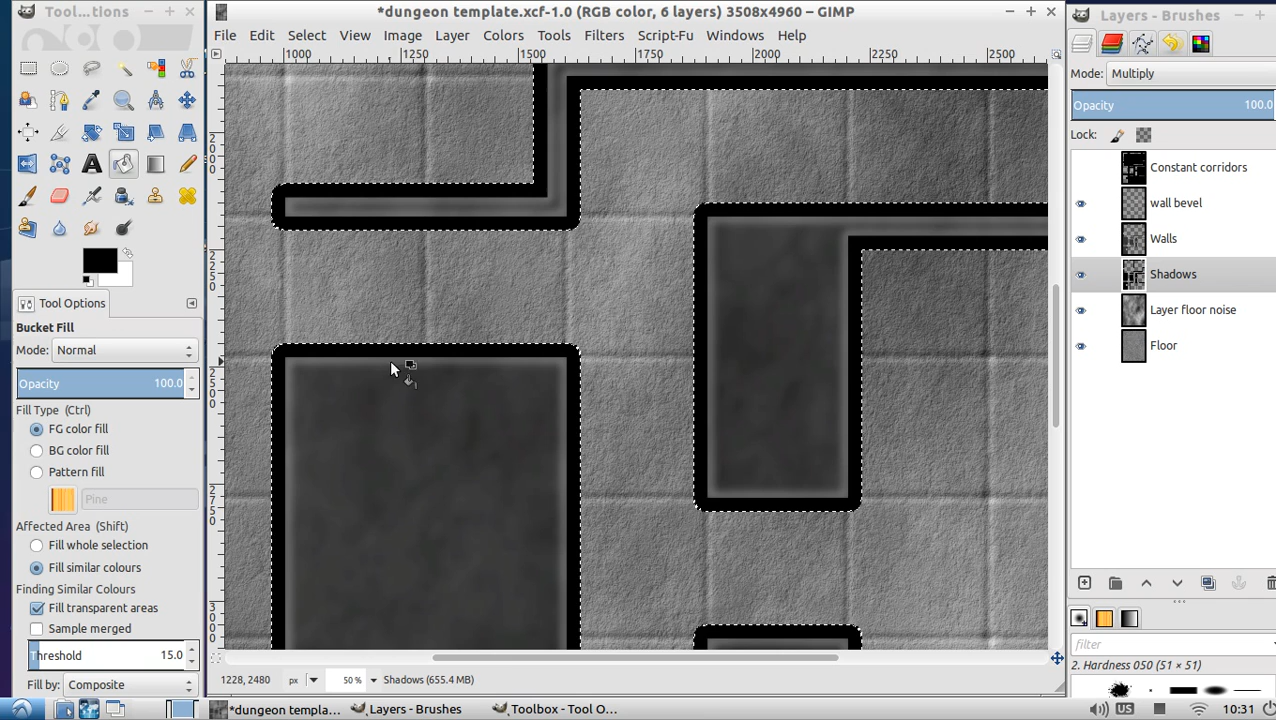 Tool...tions
*dungeon template.xcf-1.0 (RGB color, 6 layers) 3508x4960 – GIMP
Layers - Brushes
File Edit Select View Image Layer Colors Tools Filters Script-Fu Windows Help
1000 1250 1500 1750 2000 2250 2500
Mode: Multiply
Opacity 100.0
Lock:
Constant corridors
wall bevel
Walls
Shadows
Layer floor noise
Floor
2000
2250
2500
2750
3000
Tool Options
Bucket Fill
Mode: Normal
Opacity 100.0
Fill Type (Ctrl)
FG color fill
BG color fill
Pattern fill
Pine
Affected Area (Shift)
Fill whole selection
Fill similar colours
Finding Similar Colours
Fill transparent areas
Sample merged
Threshold 15.0
Fill by: Composite
1228, 2480 px 50 % Shadows (655.4 MB)
filter
2. Hardness 050 (51 × 51)
*dungeon templa... Layers - Brushes Toolbox - Tool O... US 10:31